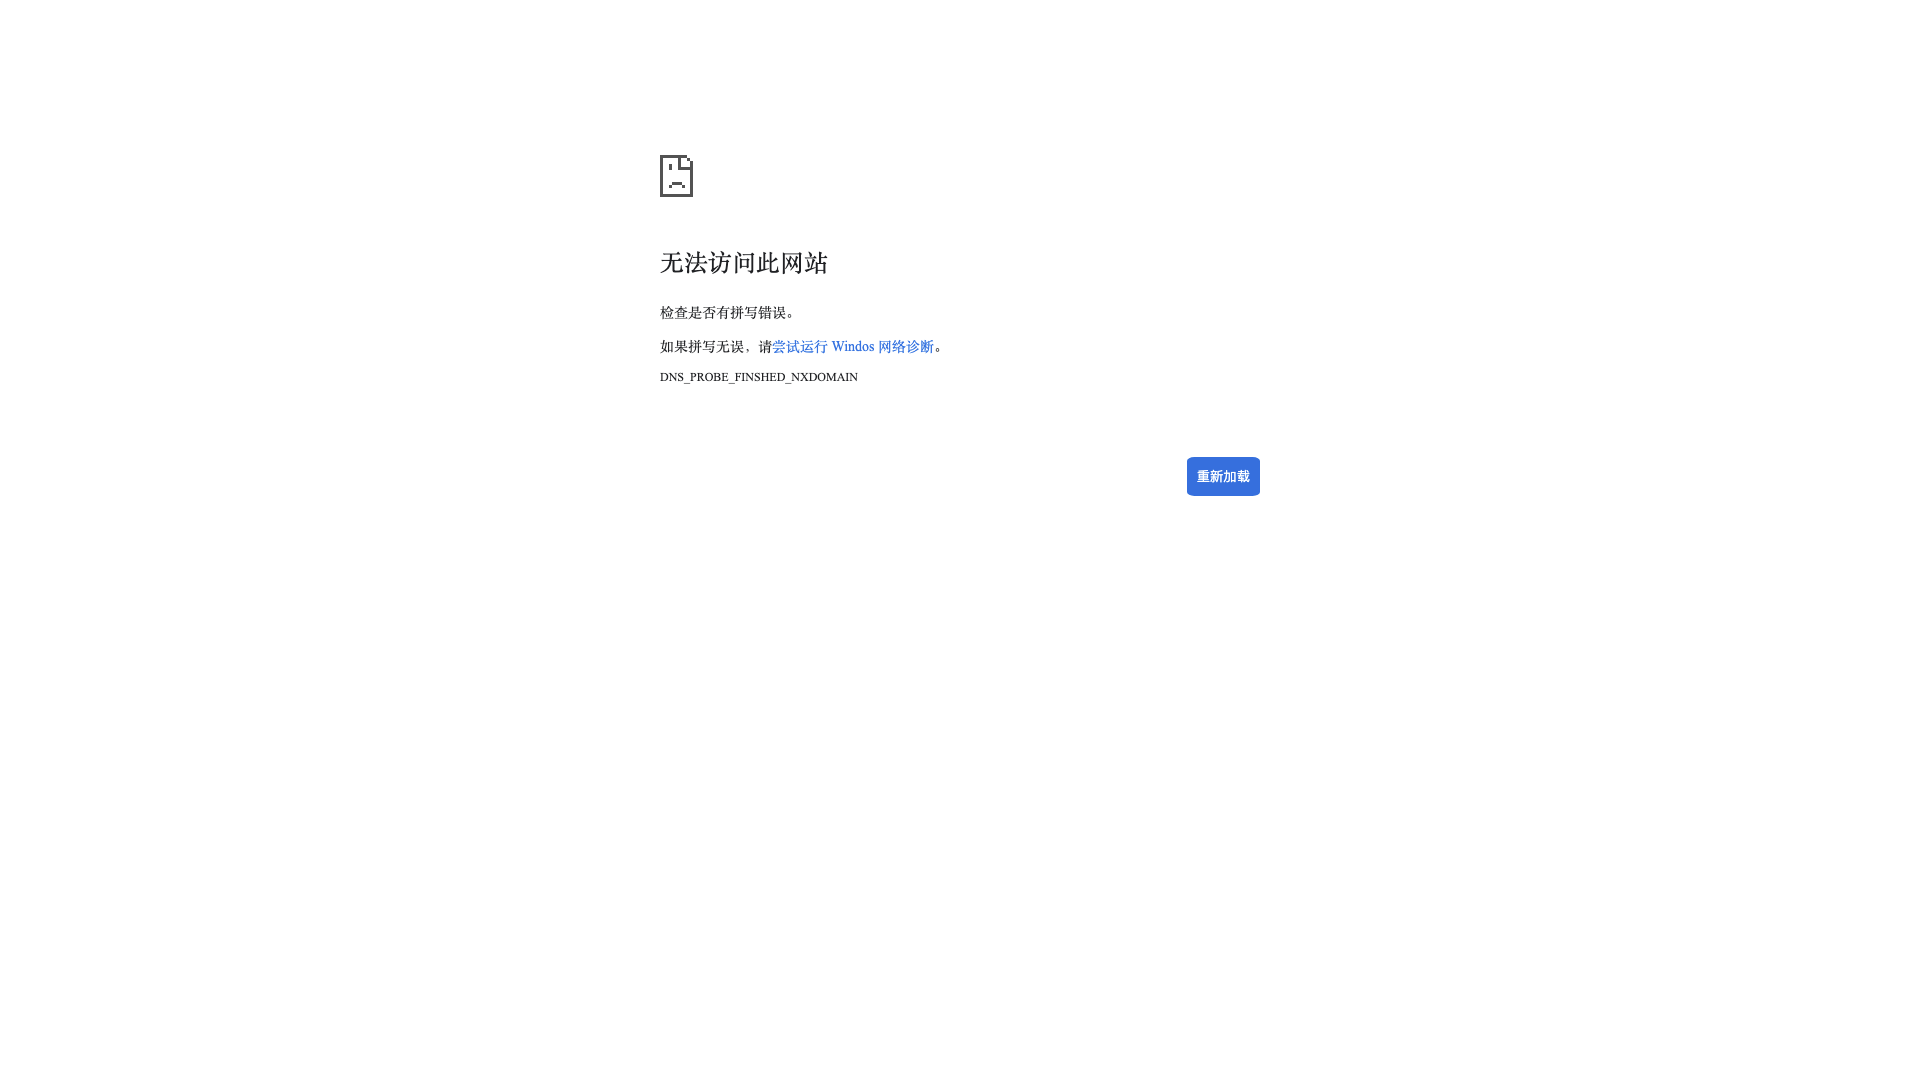 无法访问此网站
检查是否有拼写错误。
如果拼写无误，请尝试运行 Windos 网络诊断。
DNS_PROBE_FINSHED_NXDOMAIN
重新加载